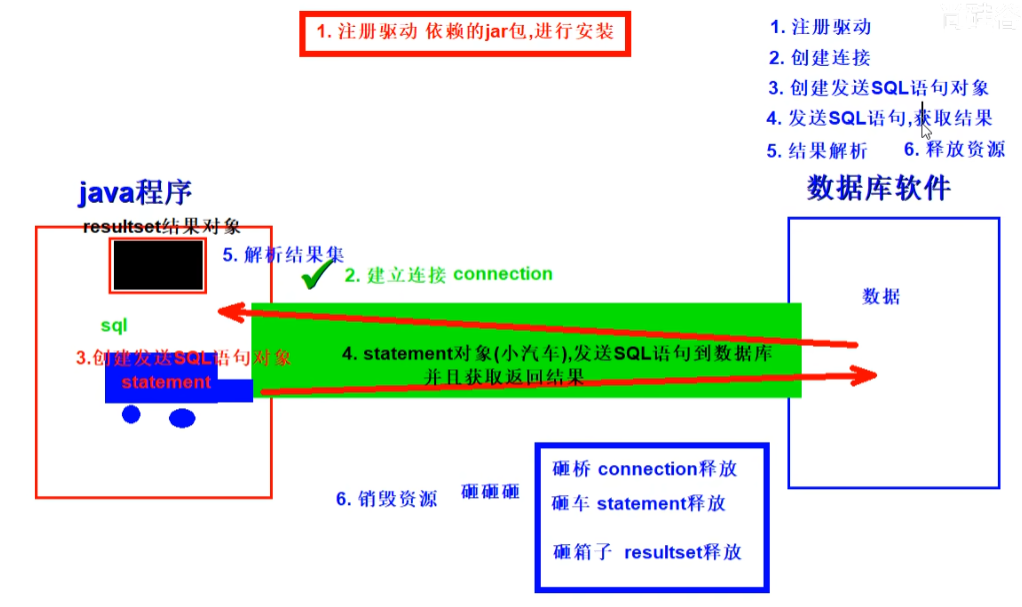 1. 注册驱动 依赖的jar包,进行安装
1. 注册驱动
2. 创建连接
3. 创建发送SQL语句对象
4. 发送SQL语句,获取结果
5. 结果解析
6. 释放资源
java程序
数据库软件
resultset结果对象
5. 解析结果集
2. 建立连接 connection
数据
sql
3.创建发送SQL语句对象
statement
4. statement对象(小汽车),发送SQL语句到数据库
并且获取返回结果
6. 销毁资源
砸砸砸
砸桥 connection释放
砸车 statement释放
砸箱子 resultset释放